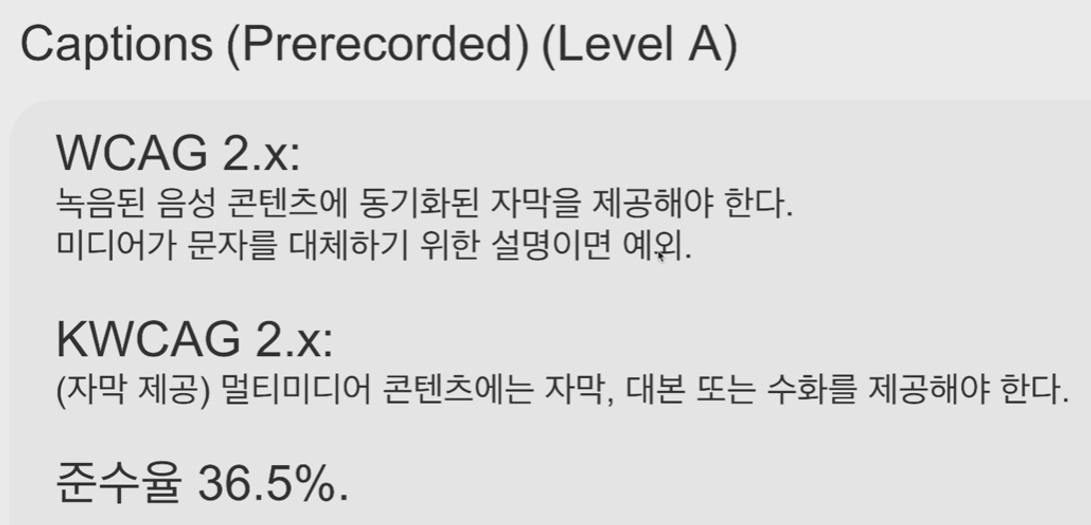 Captions (Prerecorded) (Level A)
WCAG 2.x:
녹음된 음성 콘텐츠에 동기화된 자막을 제공해야 한다.
미디어가 문자를 대체하기 위한 설명이면 예외.
KWCAG 2.x:
(자막 제공) 멀티미디어 콘텐츠에는 자막, 대본 또는 수화를 제공해야 한다.
준수율 36.5%.